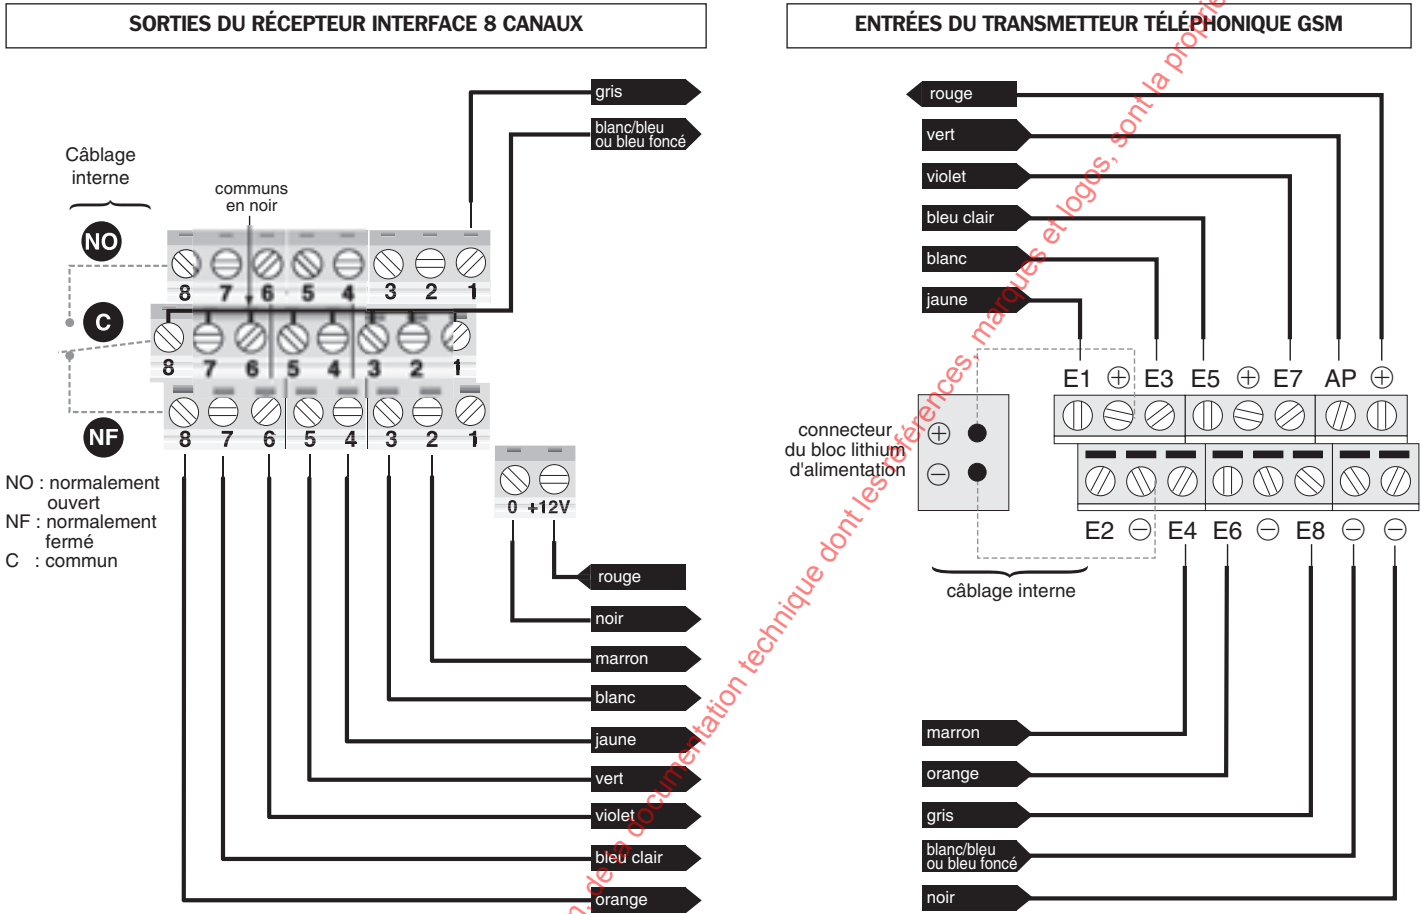 SORTIES DU RÉCEPTEUR INTERFACE 8 CANAUX
gris
blanc/bleu
ou bleu foncé
Câblage
interne
communs
en noir
NO
8 7 6 5 4 3 2 1
C
8 7 6 5 4 3 2 1
NF
8 7 6 5 4 3 2 1
NO : normalement
ouvert
NF : normalement
fermé
C : commun
0 +12V
rouge
noir
marron
blanc
jaune
vert
violet
bleu clair
orange
ENTRÉES DU TRANSMETTEUR TÉLÉPHONIQUE GSM
rouge
vert
violet
bleu clair
blanc
jaune
E1 ⊕ E3 E5 ⊕ E7 AP ⊕
connecteur
du bloc lithium
d'alimentation
⊕
⊖
E2 ⊖ E4 E6 ⊖ E8 ⊖ ⊖
câblage interne
marron
orange
gris
blanc/bleu
ou bleu foncé
noir
de la documentation technique dont les références, marques et logos, sont la